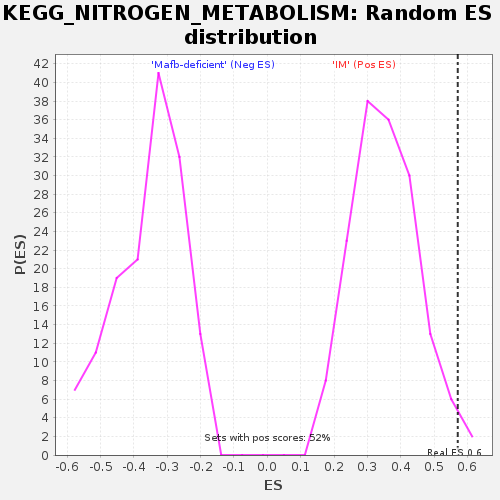 KEGG_NITROGEN_METABOLISM: Random ES
distribution
'Mafb-deficient' (Neg ES)
'IM' (Pos ES)
P(ES)
42
40
38
36
34
32
30
28
26
24
22
20
18
16
14
12
10
8
6
4
2
0
Sets with pos scores: 52%
Real ES 0.6
-0.6 -0.5 -0.4 -0.3 -0.2 -0.1 0.0 0.1 0.2 0.3 0.4 0.5 0.6
ES